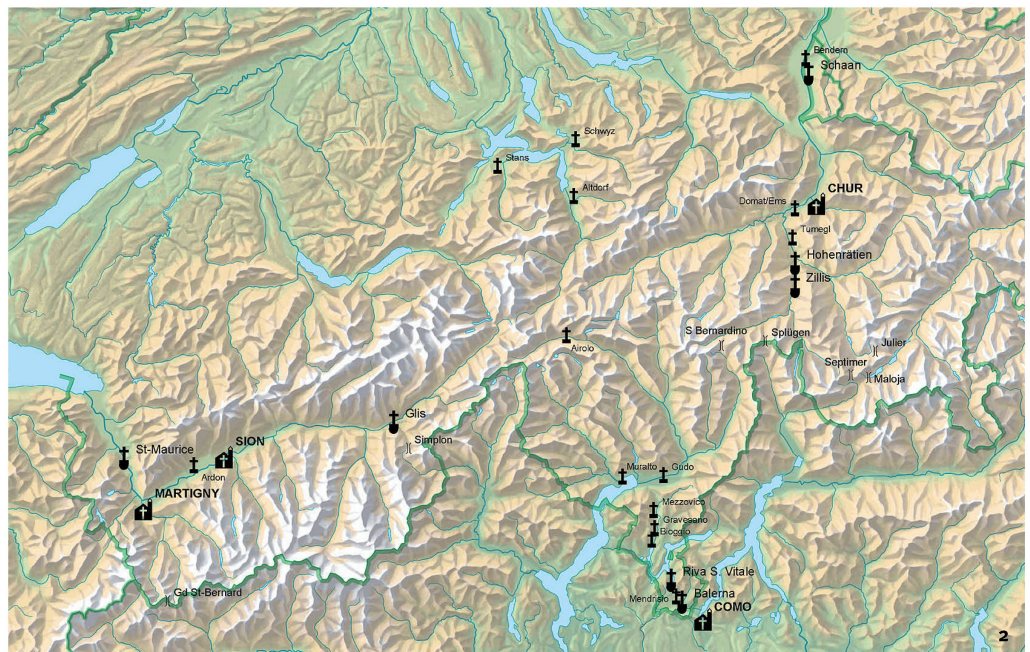 Bendern
Schaan
Schwyz
Stans
Altdorf
CHUR
Domat/Ems
Tumegl
Hohenrätien
Zillis
S Bernardino
Splügen
Airolo
Julier
Septimer
Maloja
Glis
Simplon
St-Maurice
SION
Ardon
MARTIGNY
Muralto
Gudo
Mezzovico
Gravesano
Bioggio
Gd St-Bernard
Riva S. Vitale
Mendrisio
Balerna
COMO
2